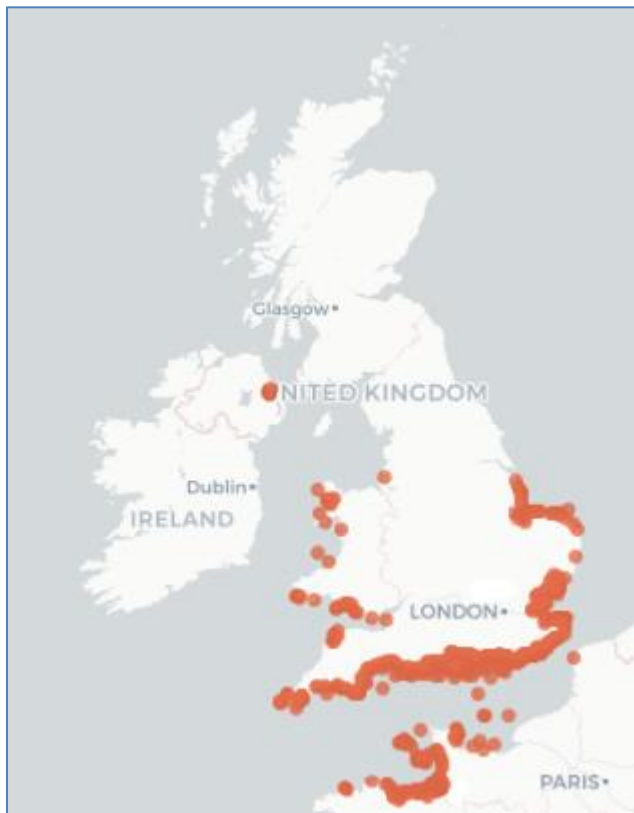 Glasgow
UNITED KINGDOM
Dublin
IRELAND
LONDON
PARIS